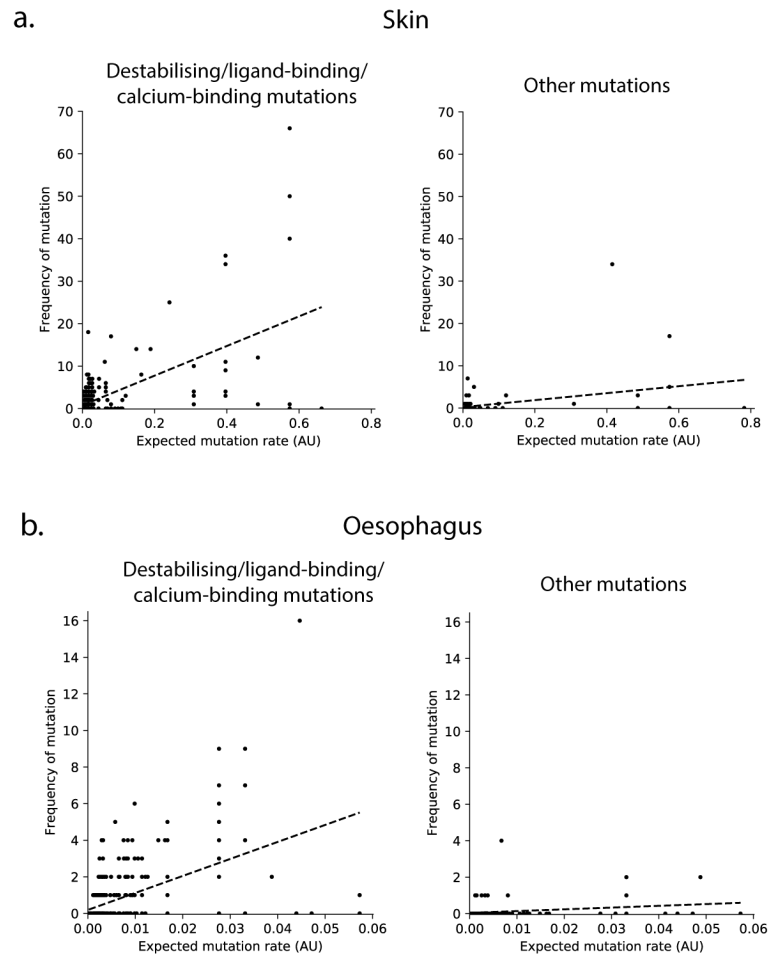 a.
Skin
Destabilising/ligand-binding/
calcium-binding mutations
Frequency of mutation
70
60
50
40
30
20
10
0
0.0 0.2 0.4 0.6 0.8
Expected mutation rate (AU)
Other mutations
Frequency of mutation
70
60
50
40
30
20
10
0
0.0 0.2 0.4 0.6 0.8
Expected mutation rate (AU)
b.
Oesophagus
Destabilising/ligand-binding/
calcium-binding mutations
Frequency of mutation
16
14
12
10
8
6
4
2
0
0.00 0.01 0.02 0.03 0.04 0.05 0.06
Expected mutation rate (AU)
Other mutations
Frequency of mutation
16
14
12
10
8
6
4
2
0
0.00 0.01 0.02 0.03 0.04 0.05 0.06
Expected mutation rate (AU)